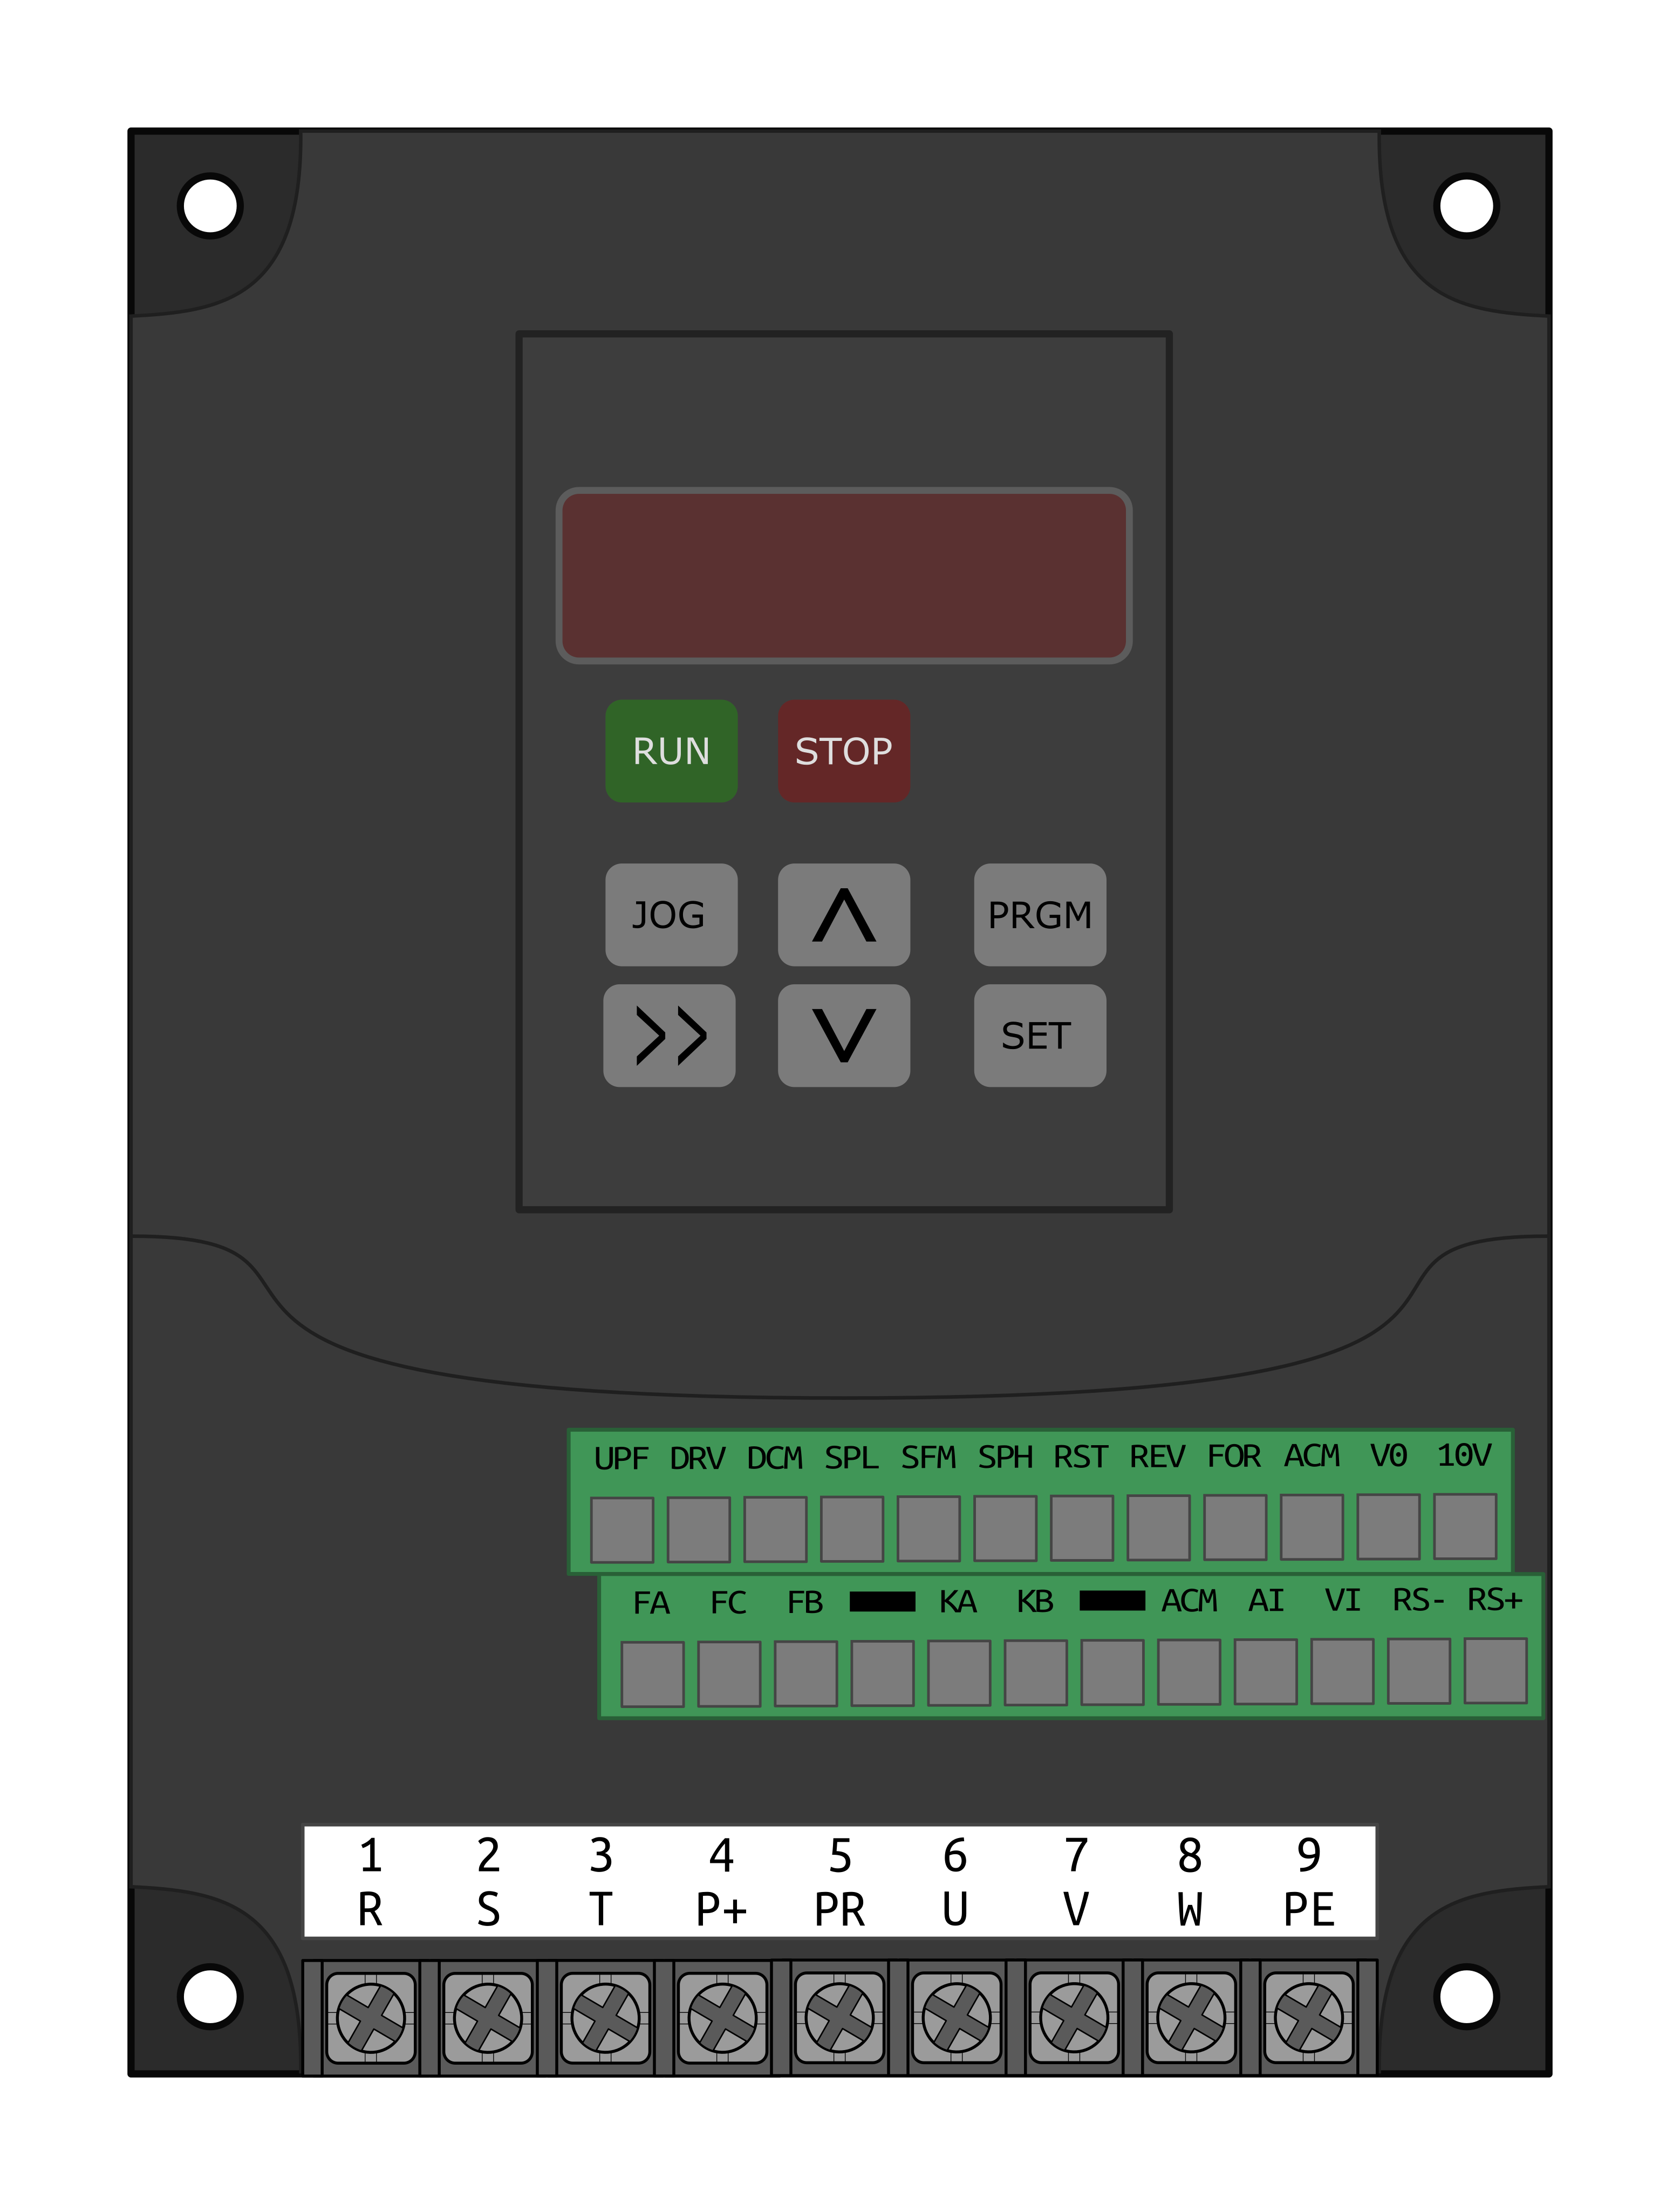 RUN STOP
JOG ∧ PRGM
>> ∨ SET
UPF DRV DCM SPL SFM SPH RST REV FOR ACM V0 10V
FA FC FB KA KB ACM AI VI RS- RS+
1 2 3 4 5 6 7 8 9
R S T P+ PR U V W PE